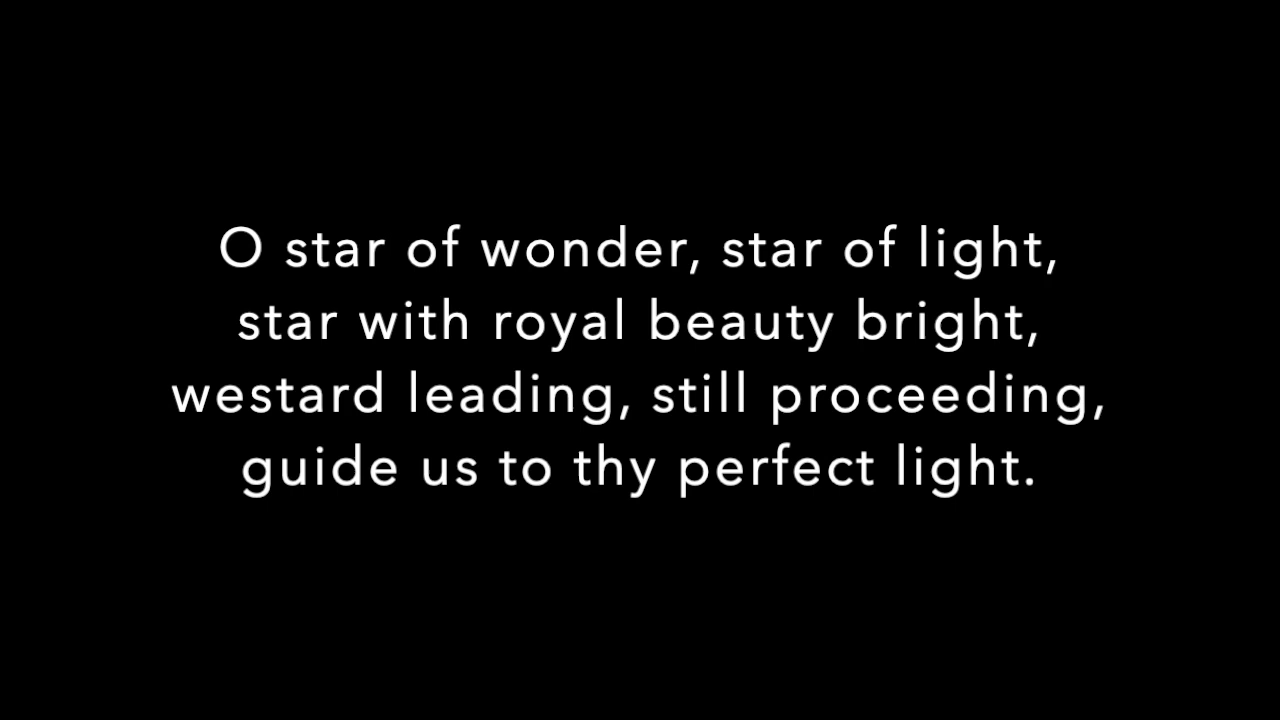 O star of wonder, star of light,
star with royal beauty bright,
westard leading, still proceeding,
guide us to thy perfect light.